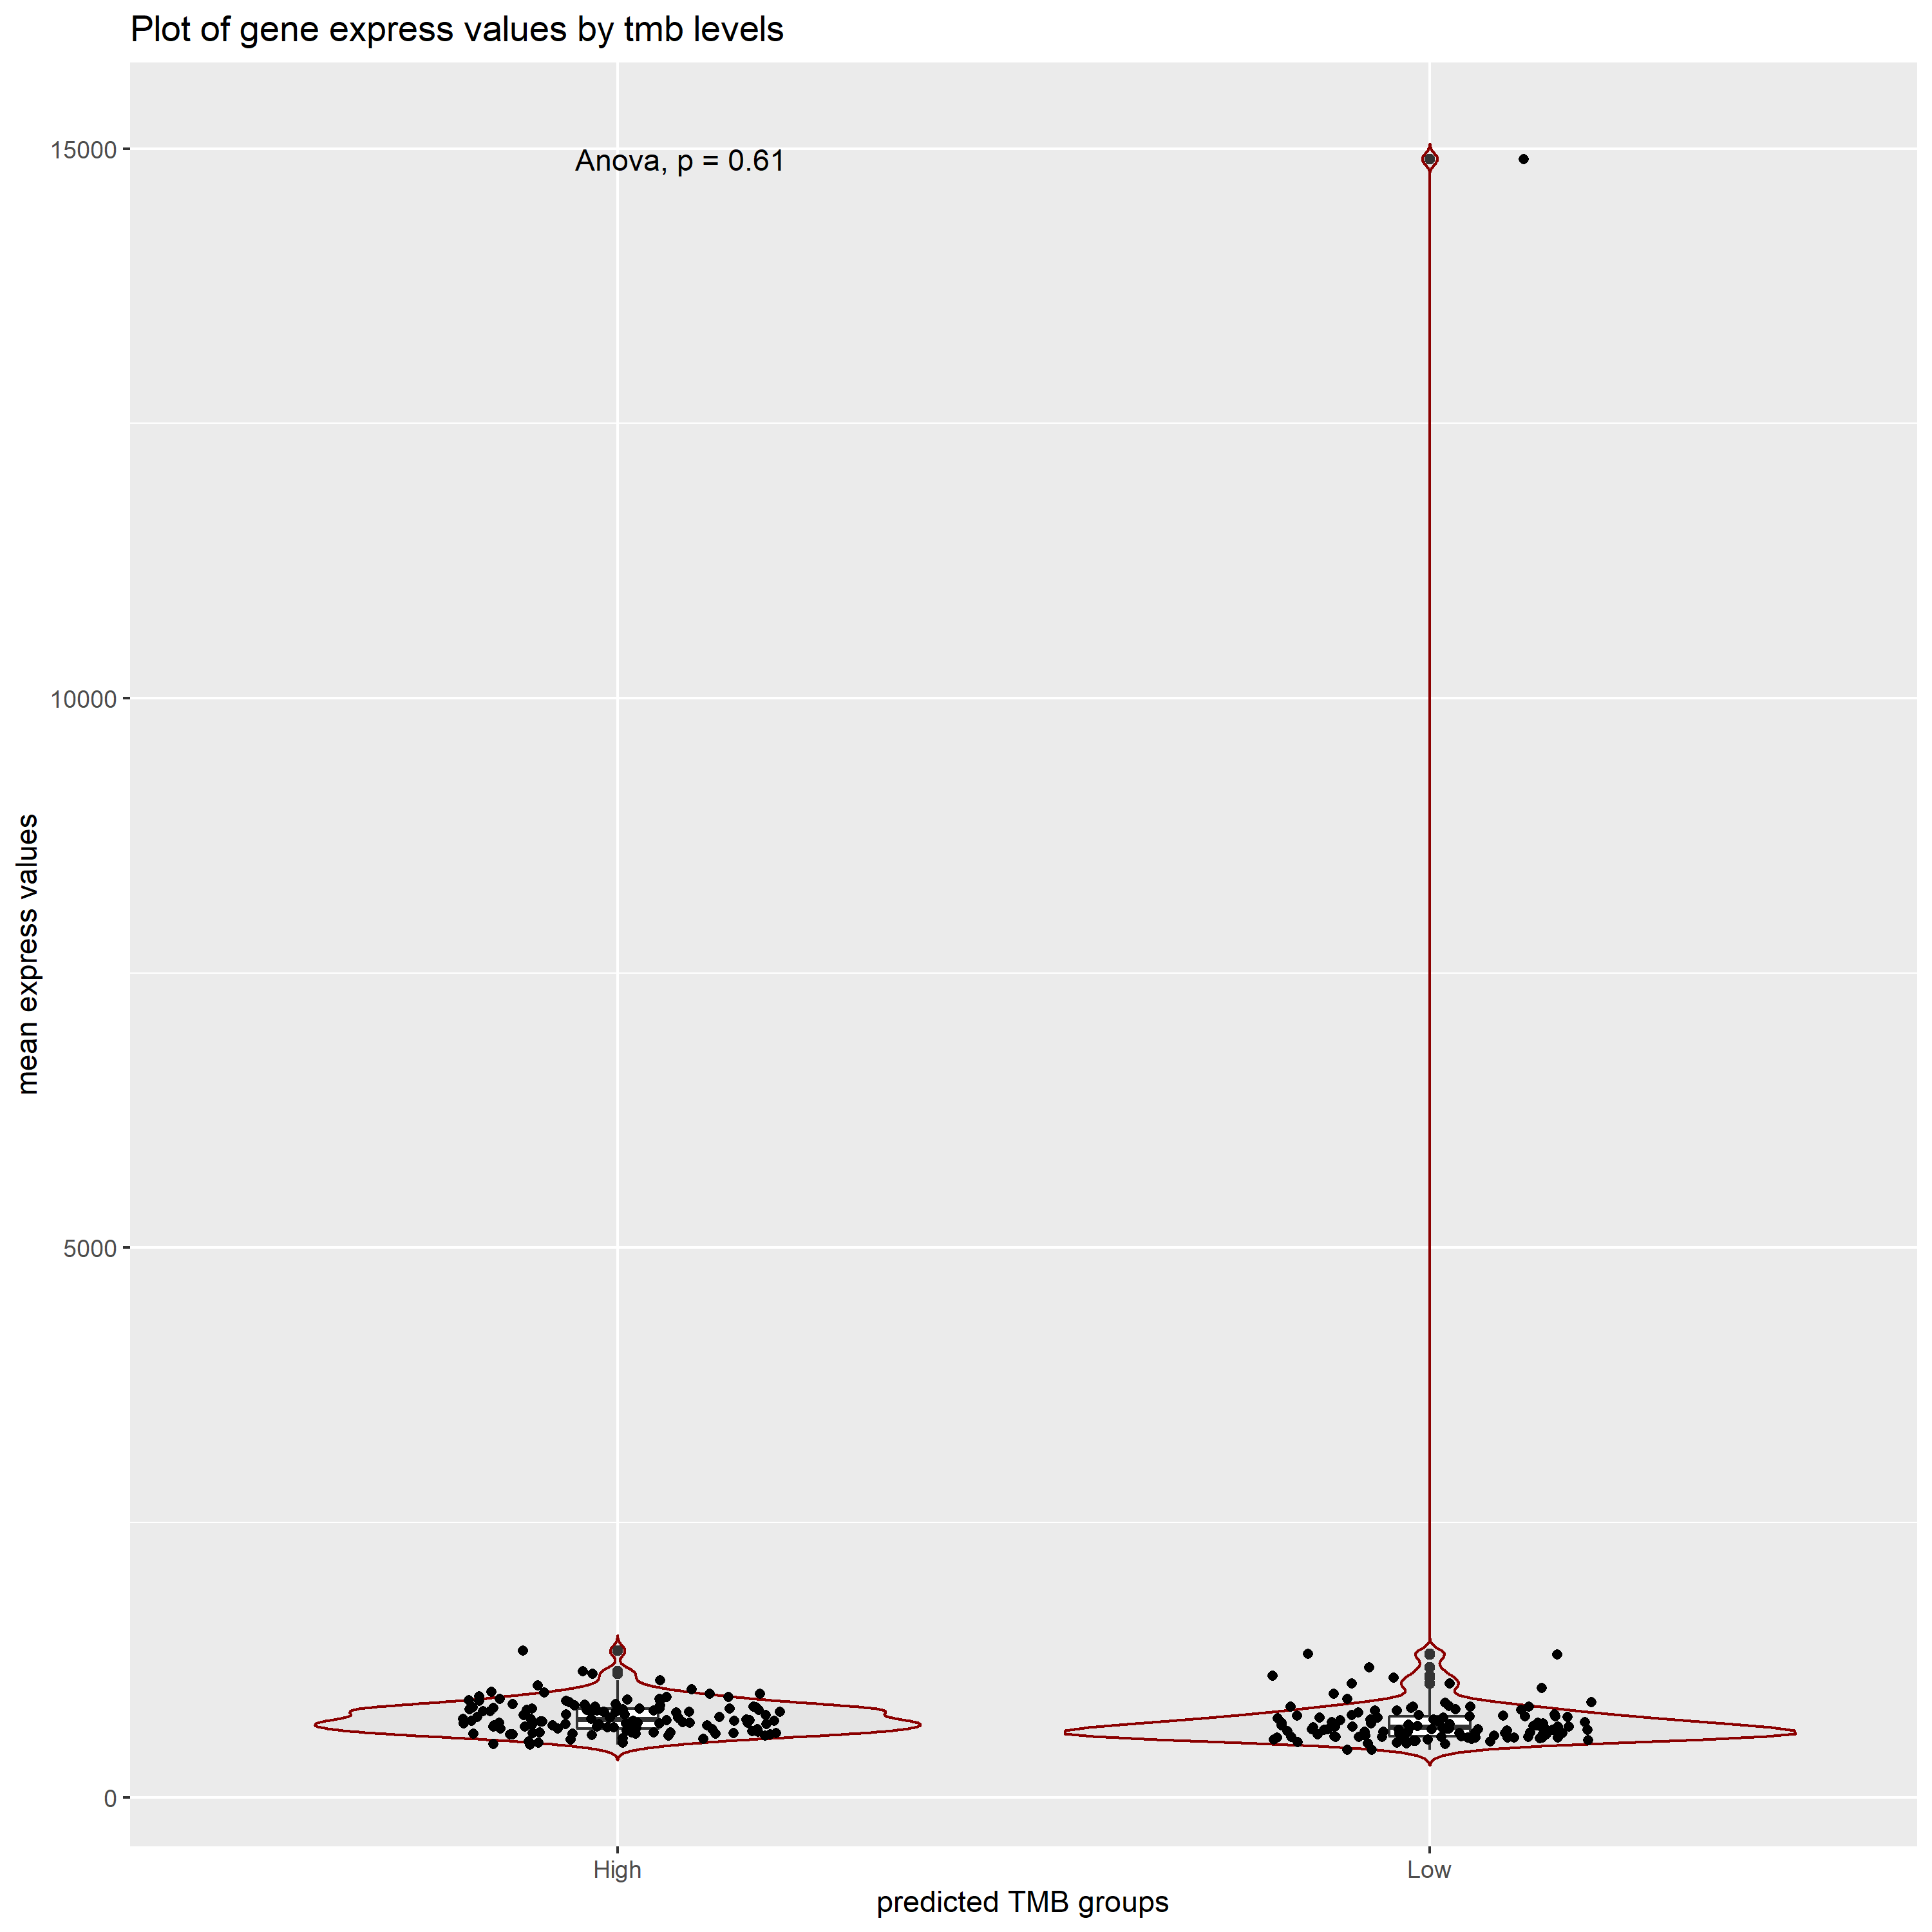 Plot of gene express values by tmb levels
Anova, p = 0.61
15000
10000
5000
0
mean express values
High
Low
predicted TMB groups